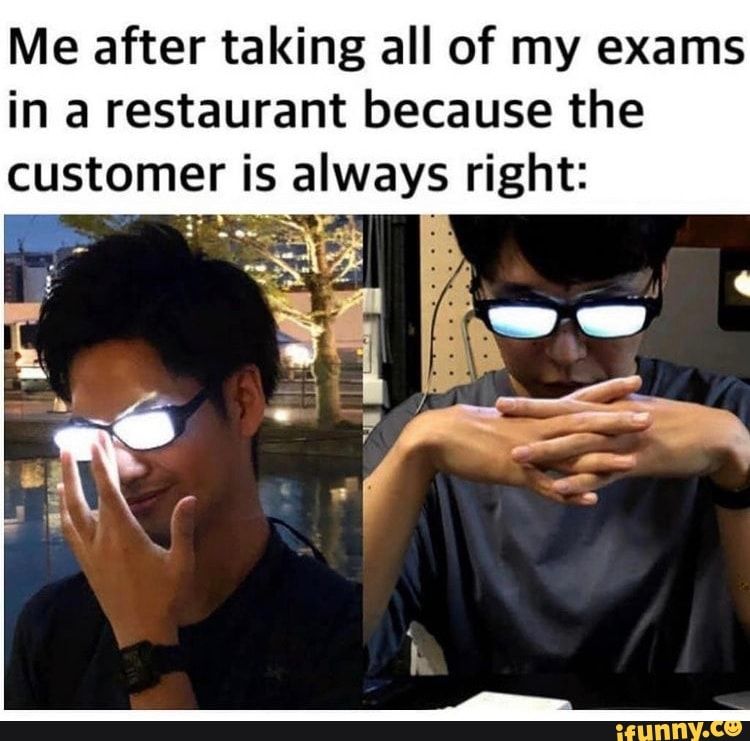 Me after taking all of my exams
in a restaurant because the
customer is always right:
ifunny.co